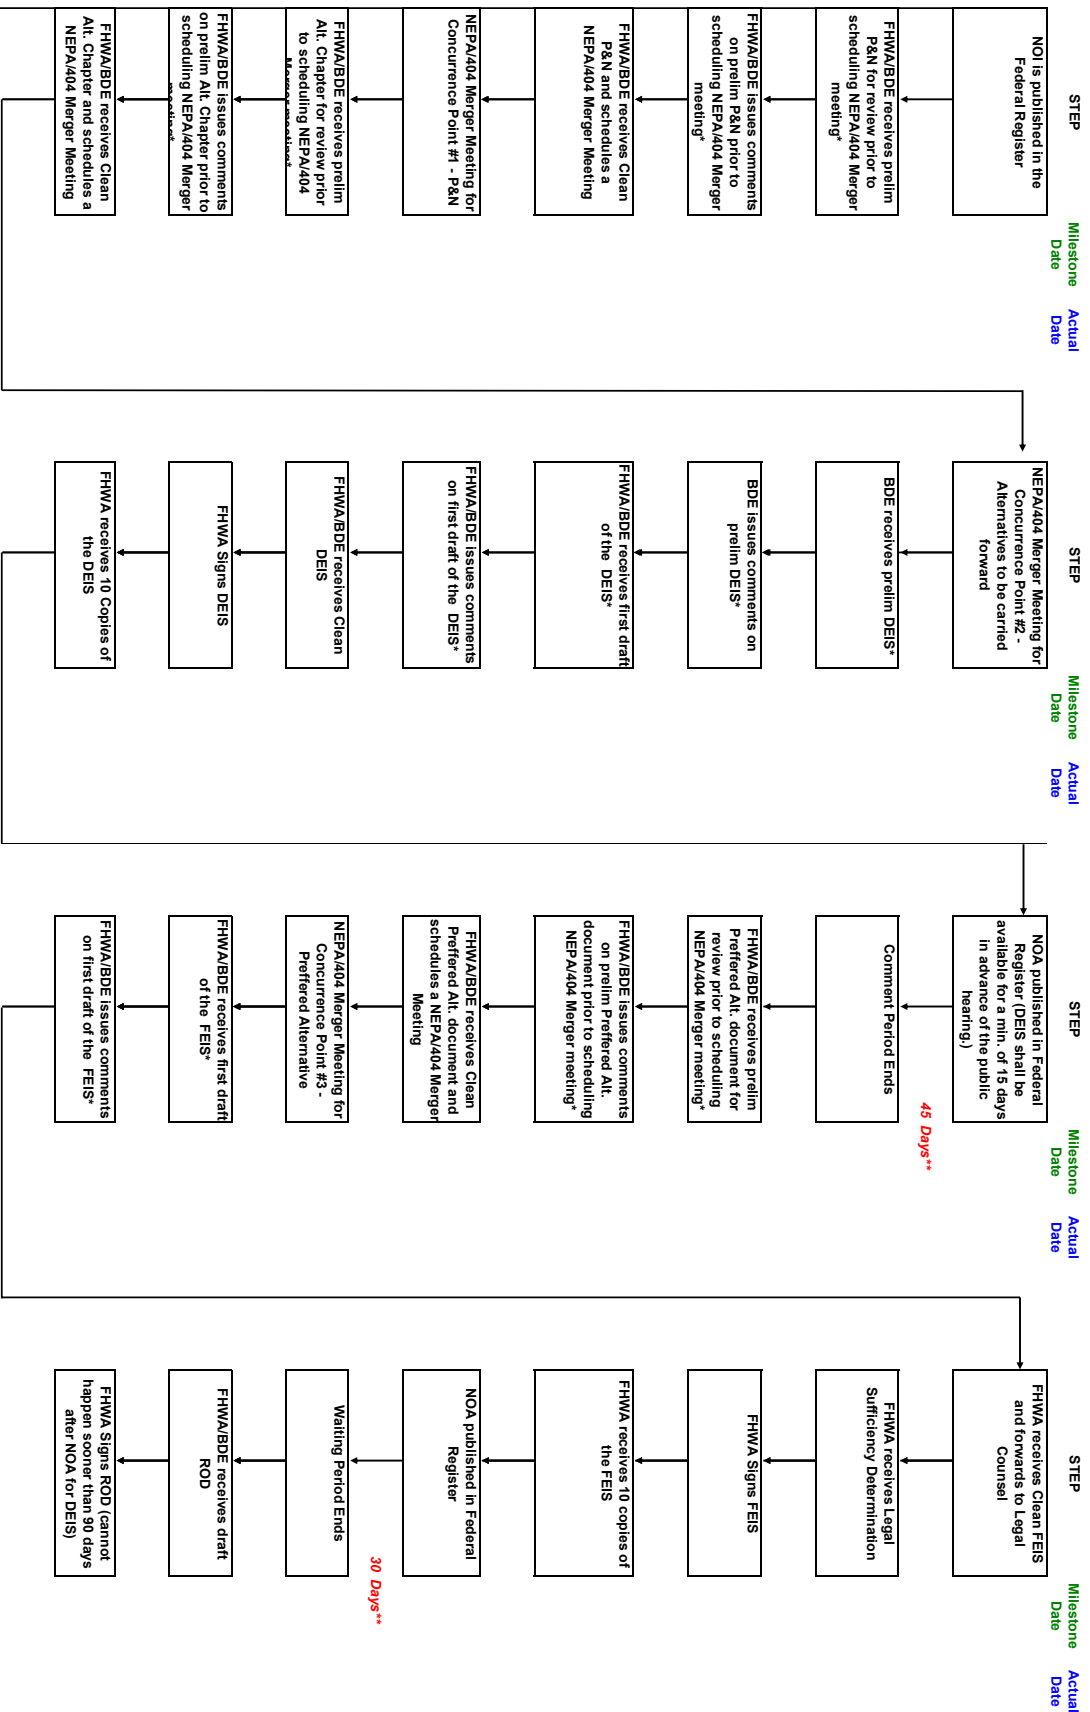 STEP
Milestone
Date
Actual
Date
NOI is published in the
Federal Register
FHWA/BDE receives prelim
P&N for review prior to
scheduling NEPA/404 Merger
meeting*
FHWA/BDE issues comments
on prelim P&N prior to
scheduling NEPA/404 Merger
meeting*
FHWA/BDE receives Clean
P&N and schedules a
NEPA/404 Merger Meeting
NEPA/404 Merger Meeting for
Concurrence Point #1 - P&N
FHWA/BDE receives prelim
Alt. Chapter for review prior
to scheduling NEPA/404
Merger meeting*
FHWA/BDE issues comments
on prelim Alt. Chapter prior to
scheduling NEPA/404 Merger
meeting*
FHWA/BDE receives Clean
Alt. Chapter and schedules a
NEPA/404 Merger Meeting
STEP
Milestone
Date
Actual
Date
NEPA/404 Merger Meeting for
Concurrence Point #2 -
Alternatives to be carried
forward
BDE receives prelim DEIS*
BDE issues comments on
prelim DEIS*
FHWA/BDE receives first draft
of the DEIS*
FHWA/BDE issues comments
on first draft of the DEIS*
FHWA/BDE receives Clean
DEIS
FHWA Signs DEIS
FHWA receives 10 Copies of
the DEIS
STEP
Milestone
Date
Actual
Date
NOA published in Federal
Register (DEIS shall be
available for a min. of 15 days
in advance of the public
hearing.)
45 Days**
Comment Period Ends
FHWA/BDE receives prelim
Preffered Alt. document for
review prior to scheduling
NEPA/404 Merger meeting*
FHWA/BDE issues comments
on prelim Preffered Alt.
document prior to scheduling
NEPA/404 Merger meeting*
FHWA/BDE receives Clean
Preffered Alt. document and
schedules a NEPA/404 Merger
Meeting
NEPA/404 Merger Meeting for
Concurrence Point #3 -
Preffered Alternative
FHWA/BDE receives first draft
of the FEIS*
FHWA/BDE issues comments
on first draft of the FEIS*
STEP
Milestone
Date
Actual
Date
FHWA receives Clean FEIS
and forwards to Legal
Counsel
FHWA receives Legal
Sufficiency Determination
FHWA Signs FEIS
FHWA receives 10 copies of
the FEIS
NOA published in Federal
Register
30 Days**
Waiting Period Ends
FHWA/BDE receives draft
ROD
FHWA Signs ROD (cannot
happen sooner than 90 days
after NOA for DEIS)